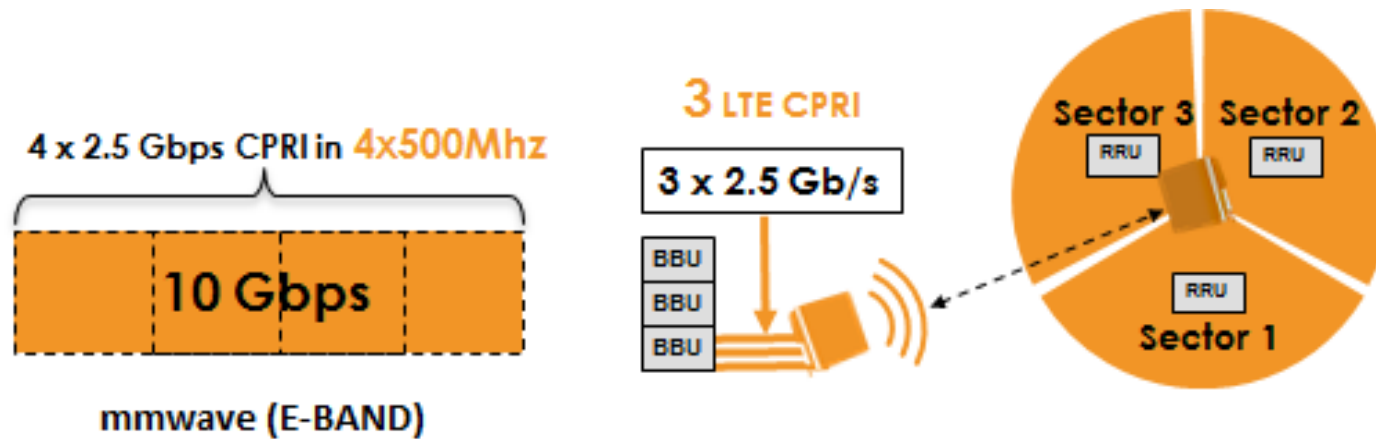 4 x 2.5 Gbps CPRI in 4x500Mhz
10 Gbps
mmwave (E-BAND)
3 LTE CPRI
3 x 2.5 Gb/s
BBU
BBU
BBU
Sector 3
RRU
Sector 2
RRU
RRU
Sector 1